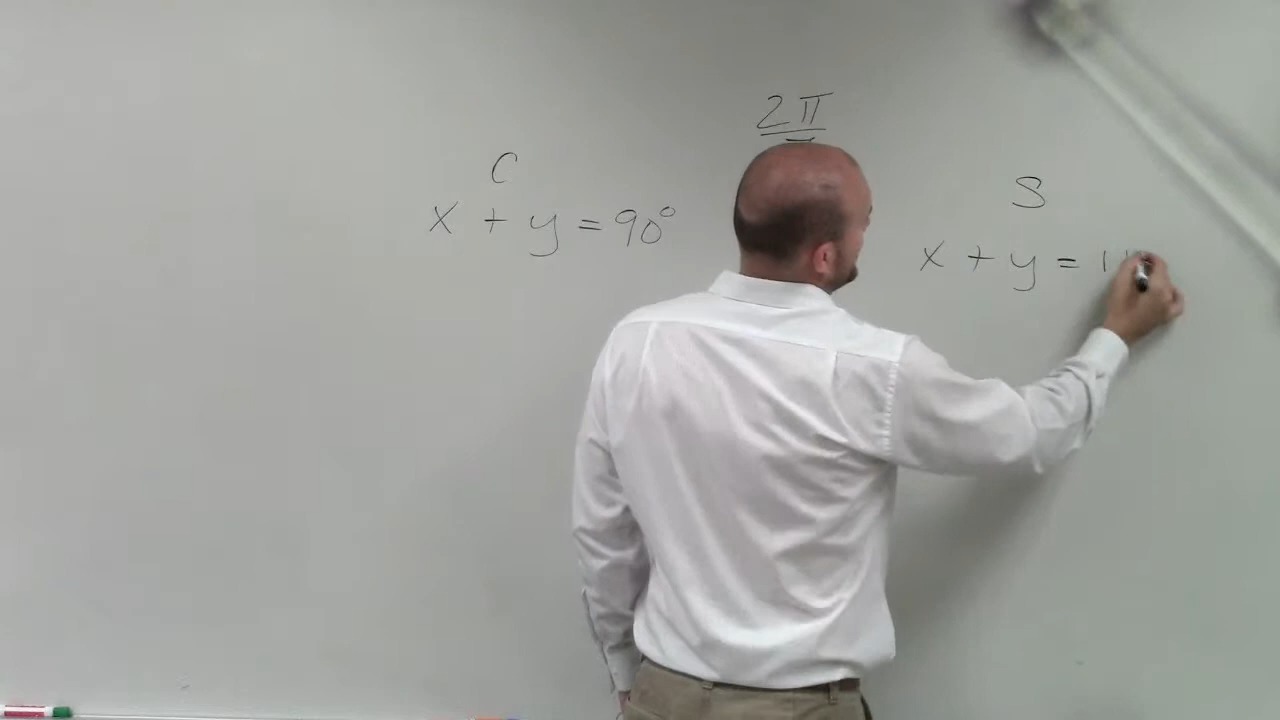 2π
C
x + y = 90°
S
x + y = 1